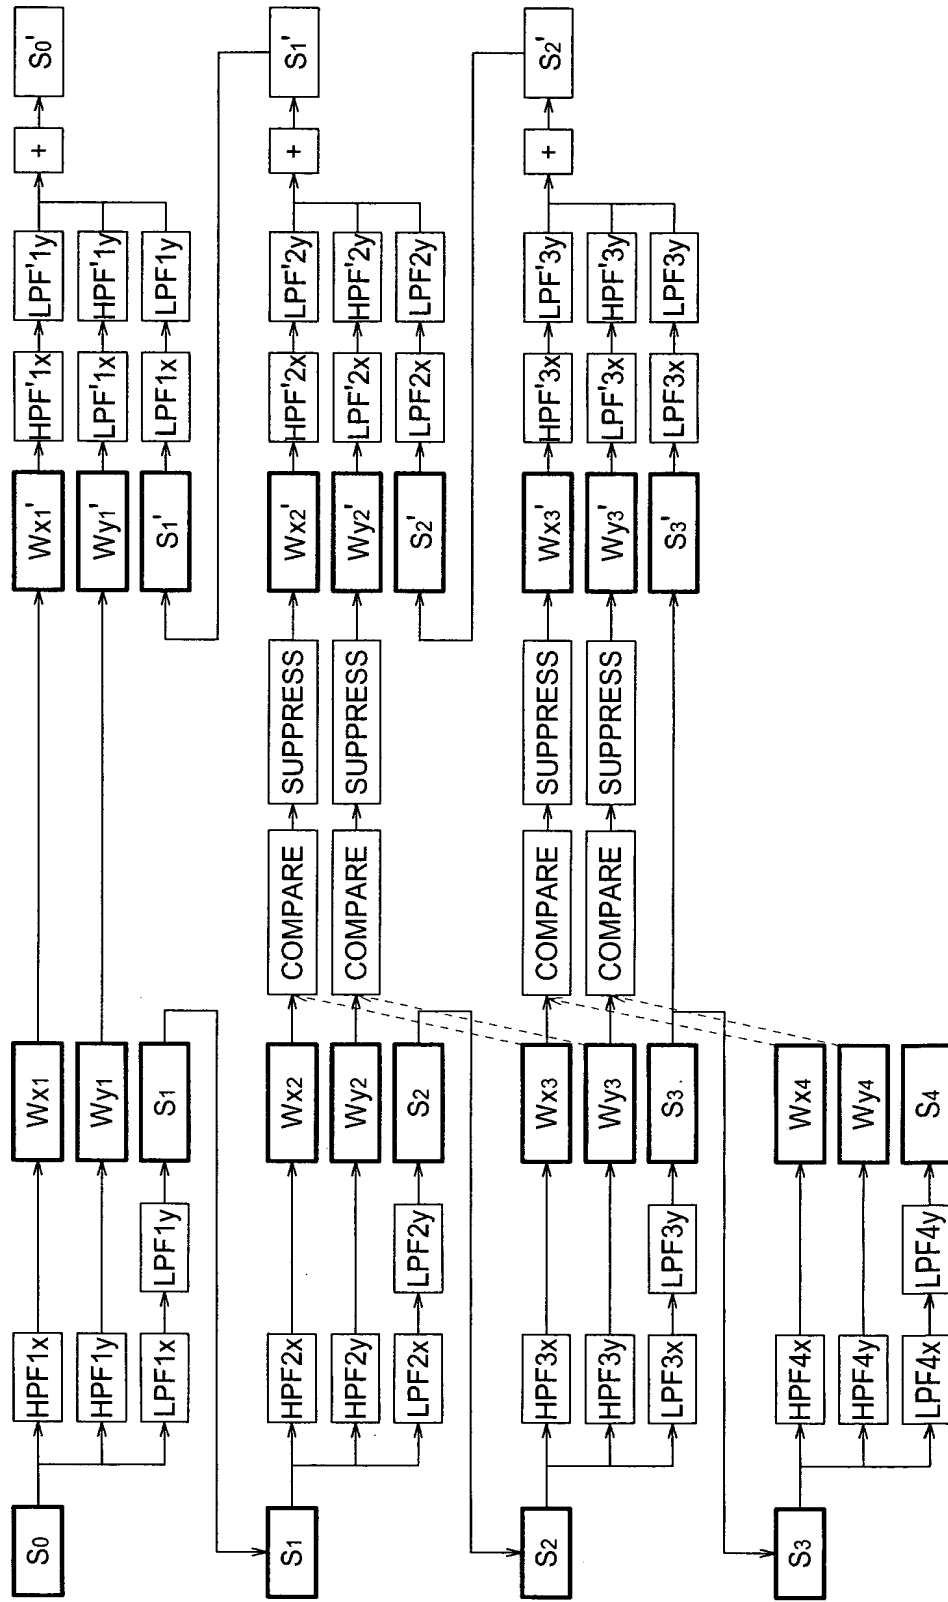 S0 HPF1x Wx1 Wx1' HPF'1x LPF'1y + S0'
HPF1y Wy1 Wy1' LPF'1x HPF'1y
LPF1x LPF1y S1 S1' LPF1x LPF1y
S1 HPF2x Wx2 COMPARE SUPPRESS Wx2' HPF'2x LPF'2y + S1'
HPF2y Wy2 COMPARE SUPPRESS Wy2' LPF'2x HPF'2y
LPF2x LPF2y S2 S2' LPF2x LPF2y
S2 HPF3x Wx3 COMPARE SUPPRESS Wx3' HPF'3x LPF'3y + S2'
HPF3y Wy3 COMPARE SUPPRESS Wy3' LPF'3x HPF'3y
LPF3x LPF3y S3 S3' LPF3x LPF3y
S3 HPF4x Wx4
HPF4y Wy4
LPF4x LPF4y S4